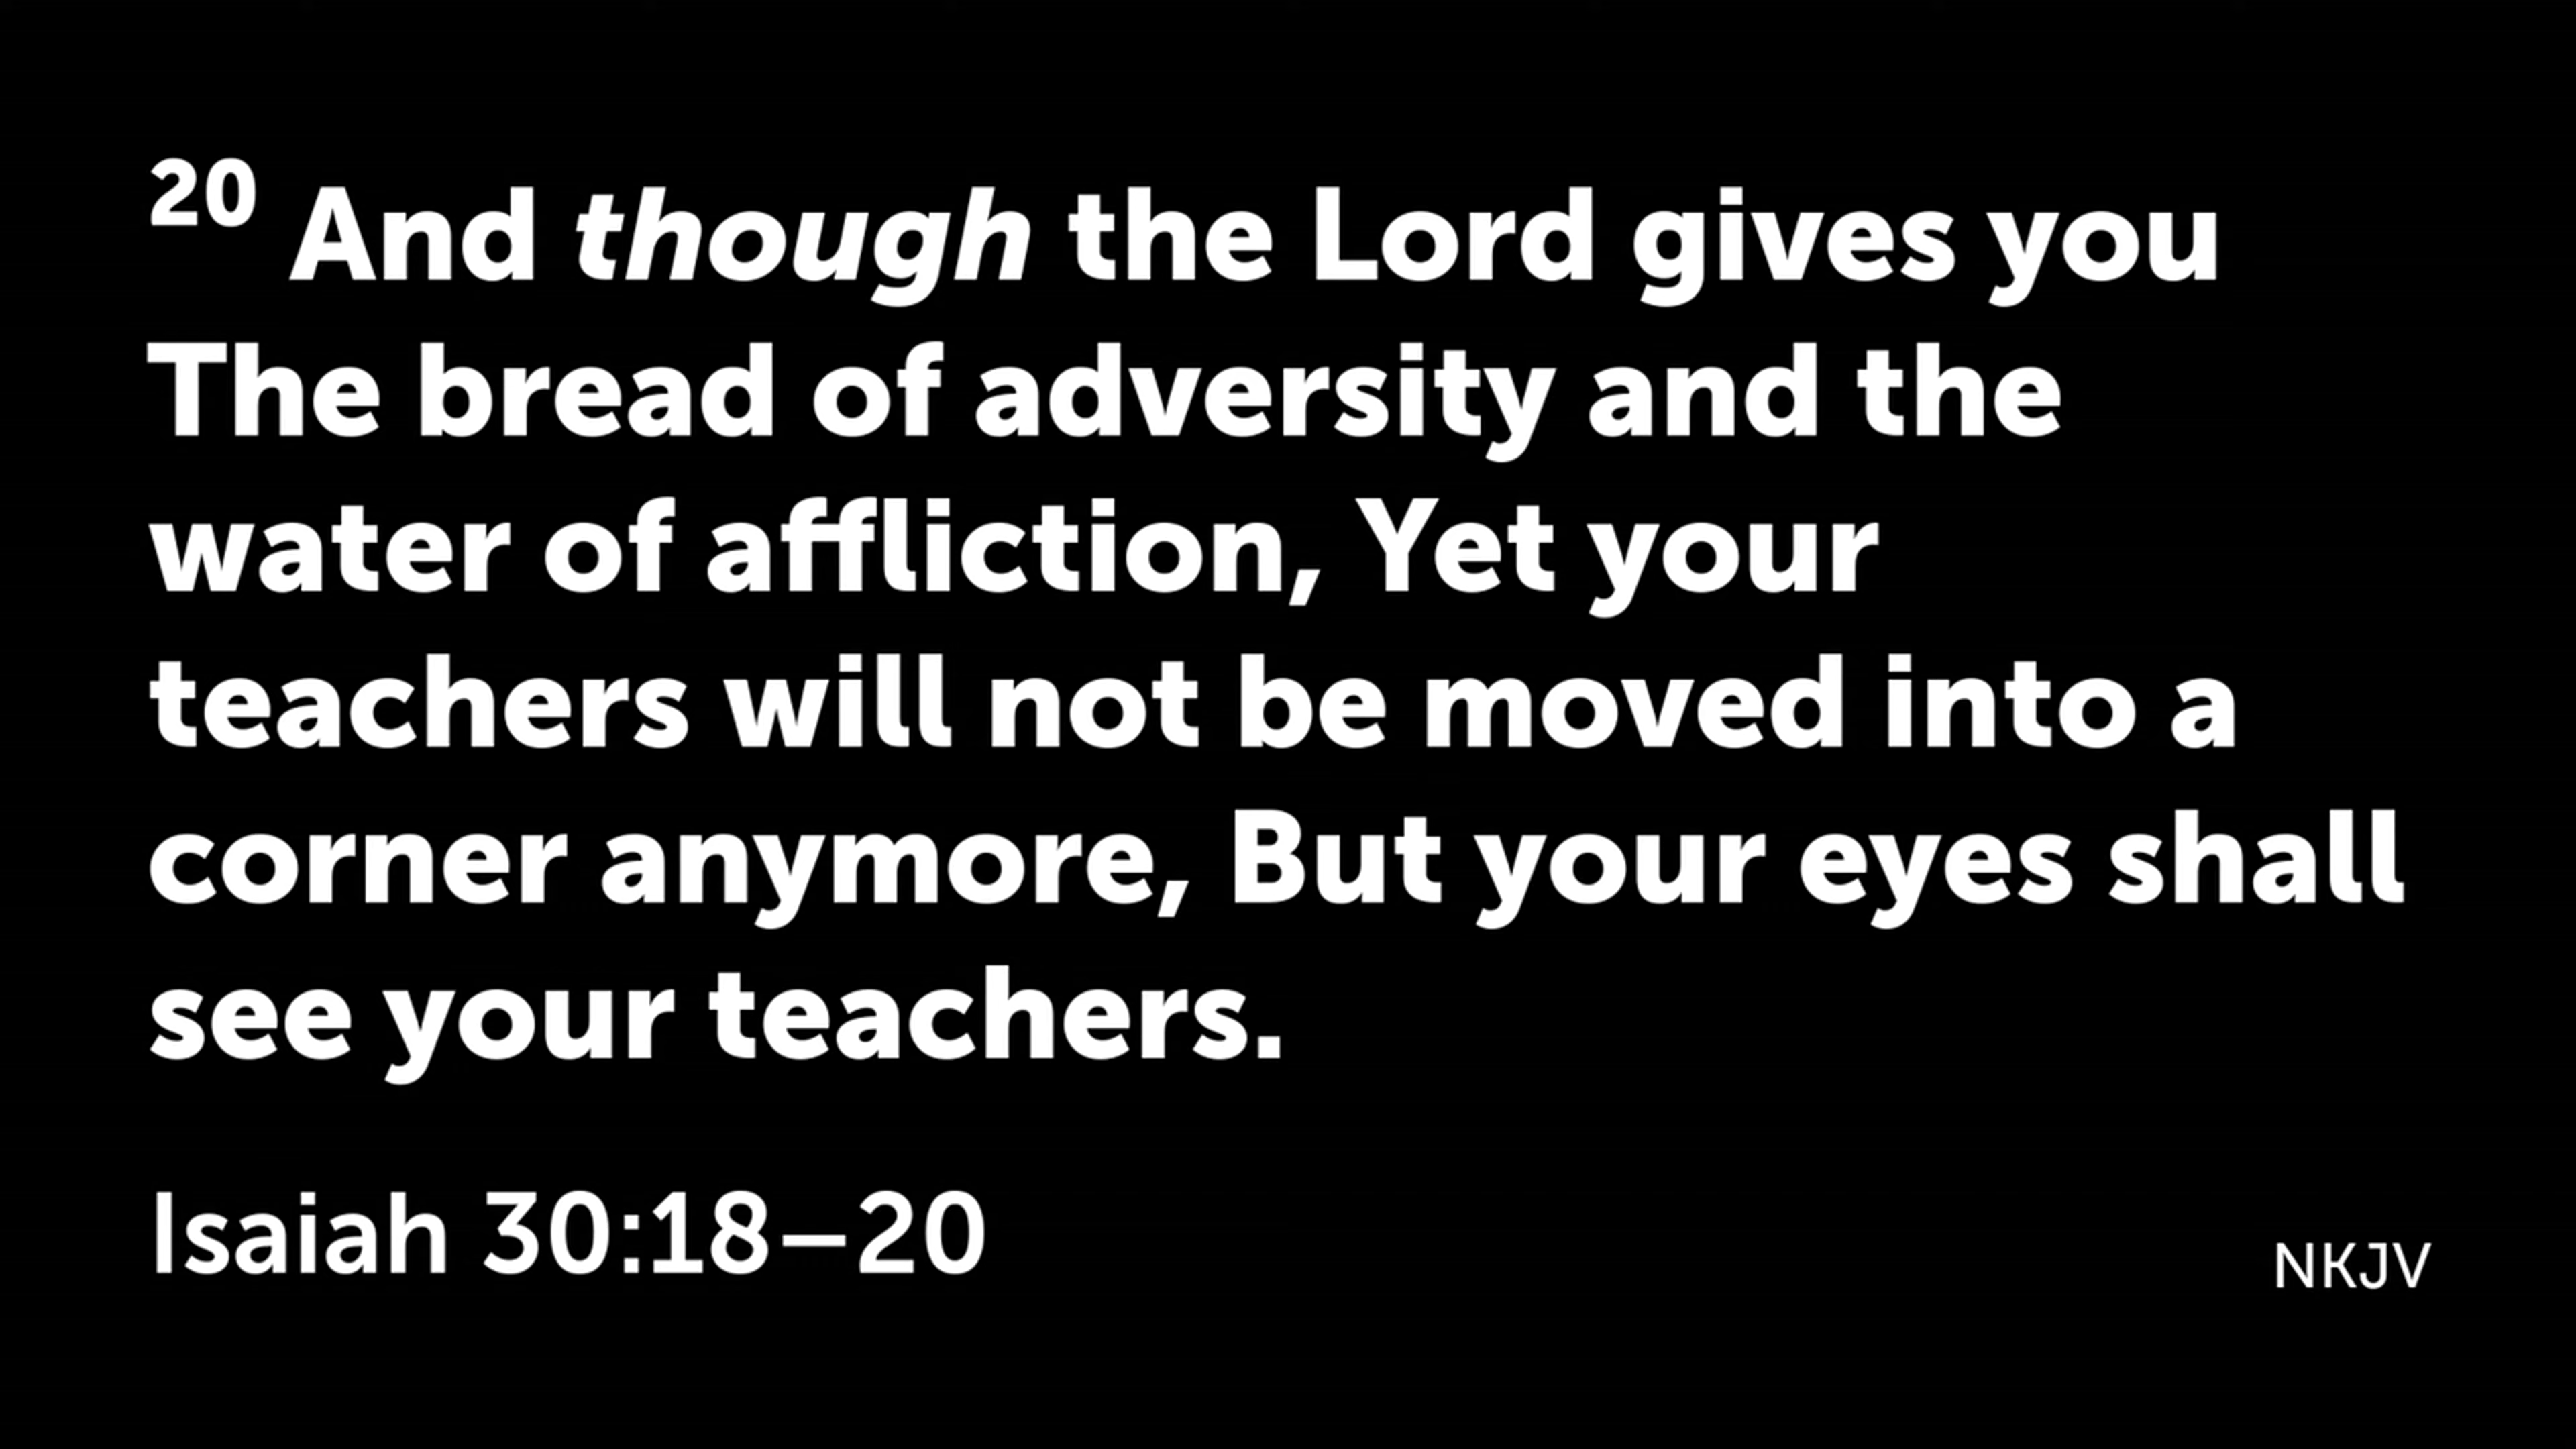 20 And though the Lord gives you
The bread of adversity and the
water of affliction, Yet your
teachers will not be moved into a
corner anymore, But your eyes shall
see your teachers.
Isaiah 30:18–20
NKJV